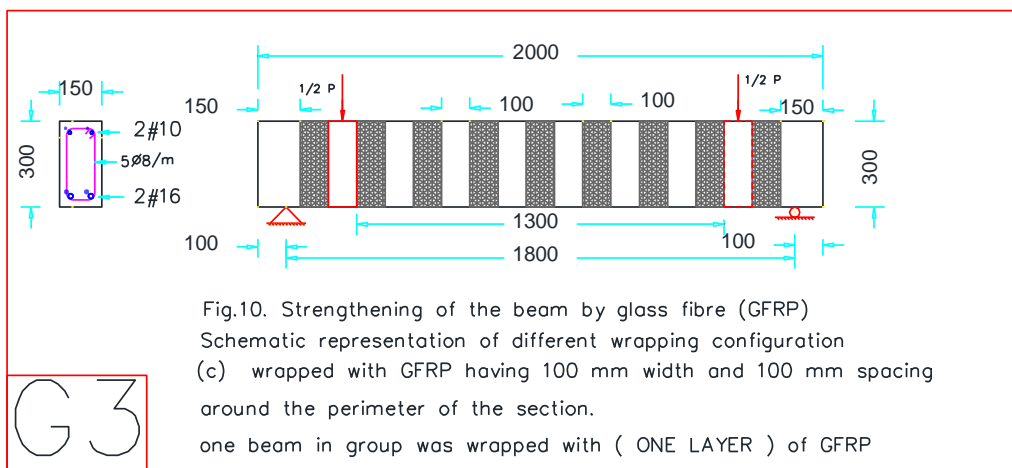 2000
150
150
1/2 P
100
100
1/2 P
150
2#10
300
5Ø8/m
300
2#16
1300
100
100
1800
Fig.10. Strengthening of the beam by glass fibre (GFRP)
Schematic representation of different wrapping configuration
(c) wrapped with GFRP having 100 mm width and 100 mm spacing
around the perimeter of the section.
one beam in group was wrapped with ( ONE LAYER ) of GFRP
G3